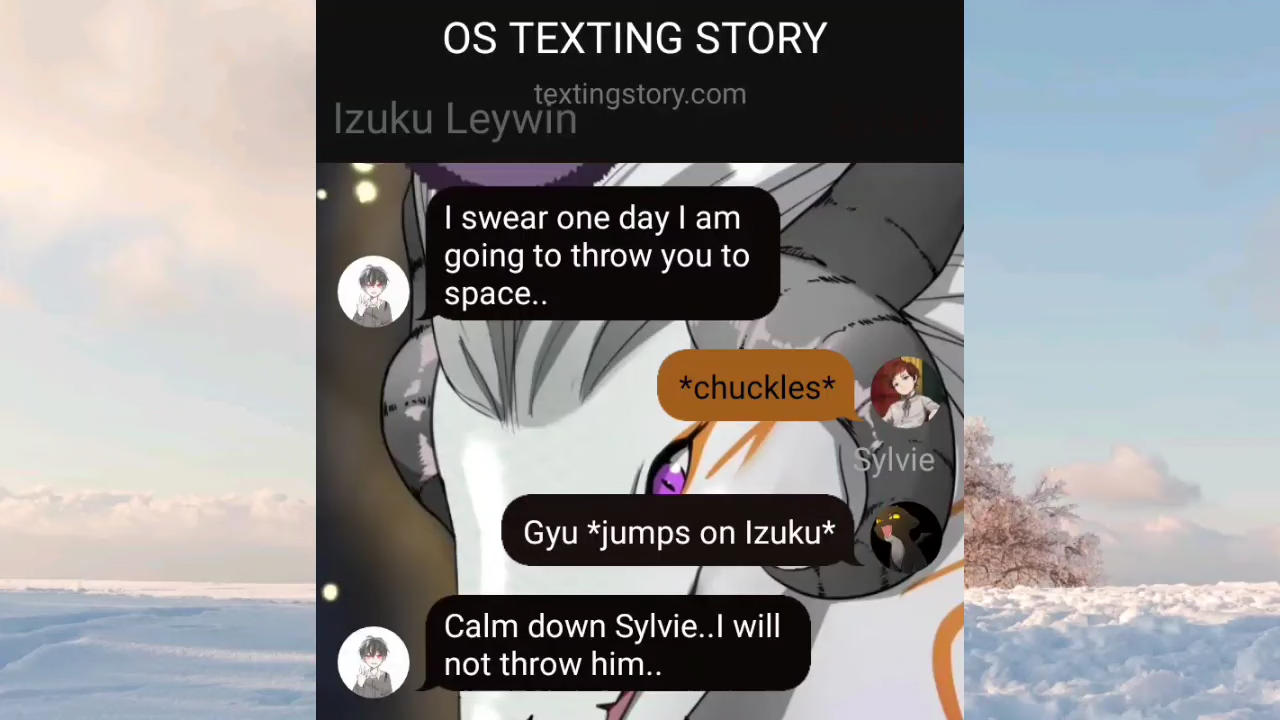 OS TEXTING STORY
textingstory.com
Izuku Leywin
I swear one day I am
going to throw you to
space..
*chuckles*
Sylvie
Gyu *jumps on Izuku*
Calm down Sylvie..I will
not throw him..